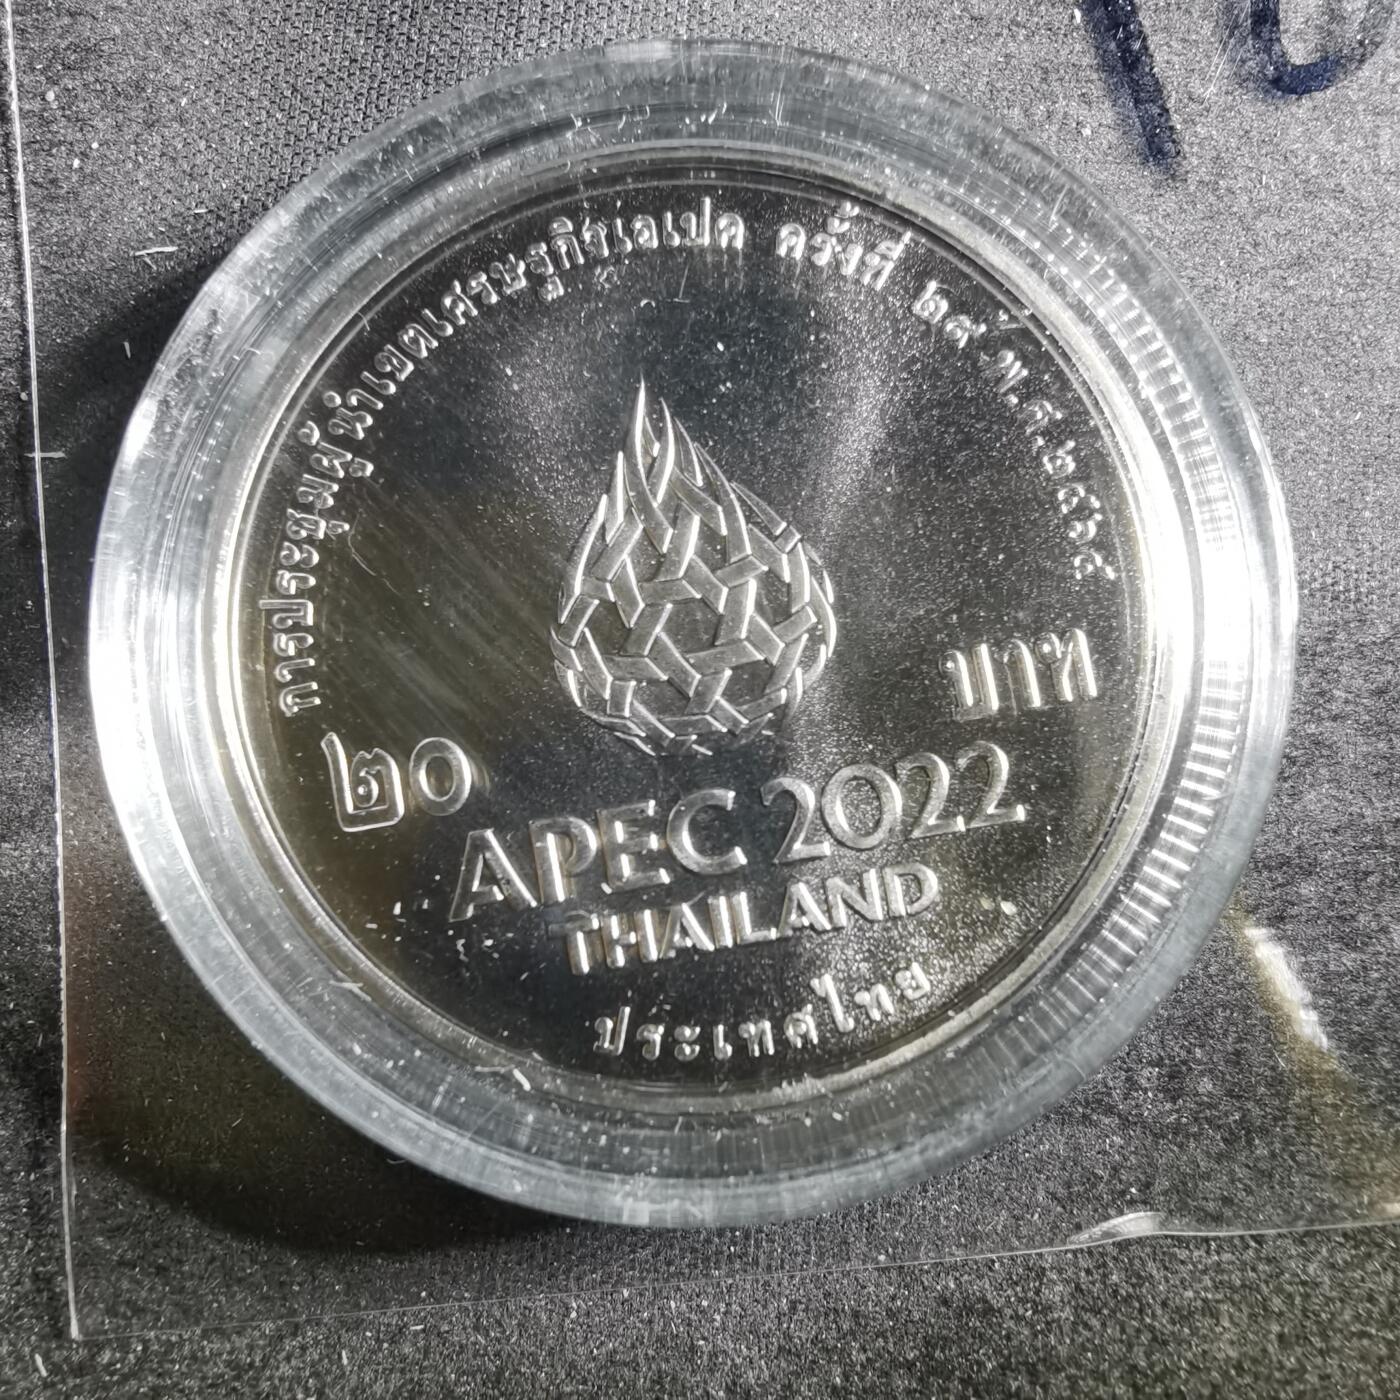 การประชุมผู้นำเขตเศรษฐกิจเอเปค ครั้งที่ ๒๙ พ.ศ.๒๕๖๕
๒๐ บาท
APEC 2022
THAILAND
ประเทศไทย